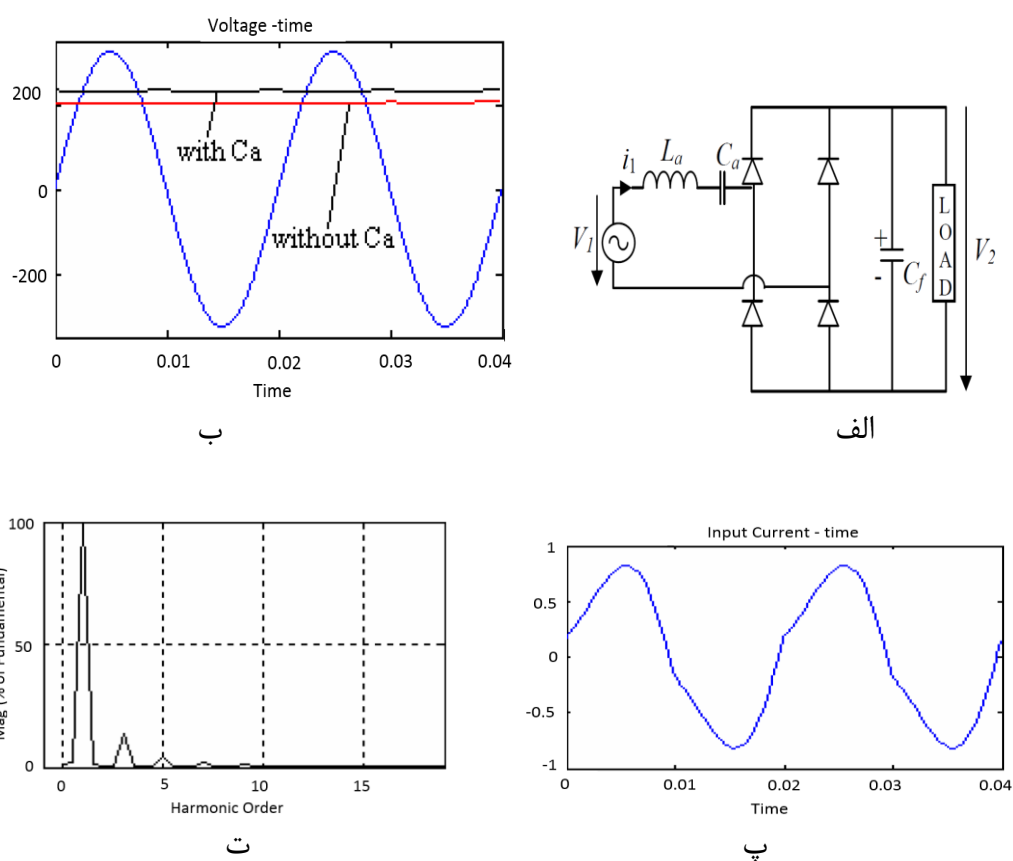 Voltage -time
200
0
-200
with Ca
without Ca
0 0.01 0.02 0.03 0.04
Time
ب
i1
La
Ca
V1
+
-
Cf
L
O
A
D
V2
الف
100
50
0
Mag (% of Fundamental)
0 5 10 15
Harmonic Order
ت
Input Current - time
1
0.5
0
-0.5
-1
0 0.01 0.02 0.03 0.04
Time
پ